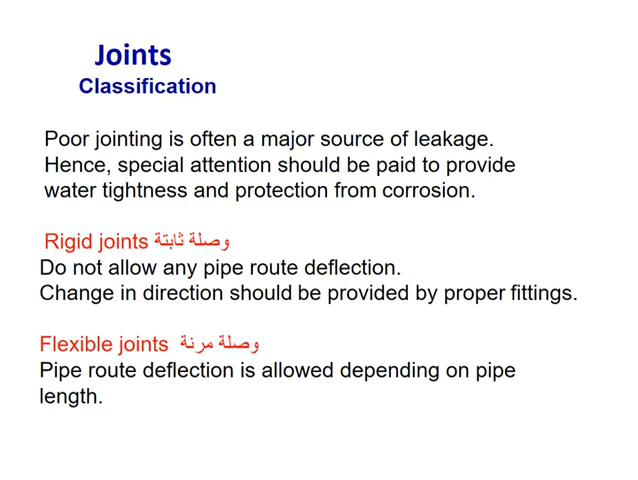 Joints
Classification
Poor jointing is often a major source of leakage.
Hence, special attention should be paid to provide
water tightness and protection from corrosion.
Rigid joints وصلة ثابتة
Do not allow any pipe route deflection.
Change in direction should be provided by proper fittings.
Flexible joints وصلة مرنة
Pipe route deflection is allowed depending on pipe
length.